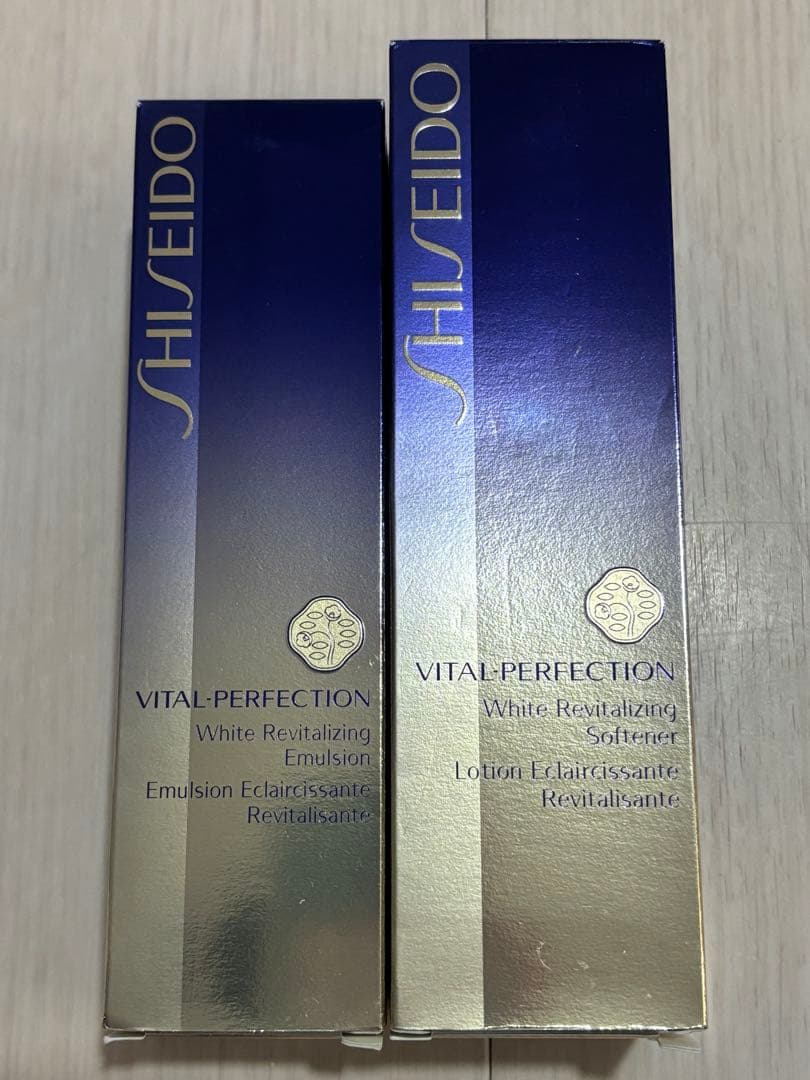 SHISEIDO
VITAL-PERFECTION
White Revitalizing
Emulsion
Emulsion Eclaircissante
Revitalisante
SHISEIDO
VITAL-PERFECTION
White Revitalizing
Softener
Lotion Eclaircissante
Revitalisante